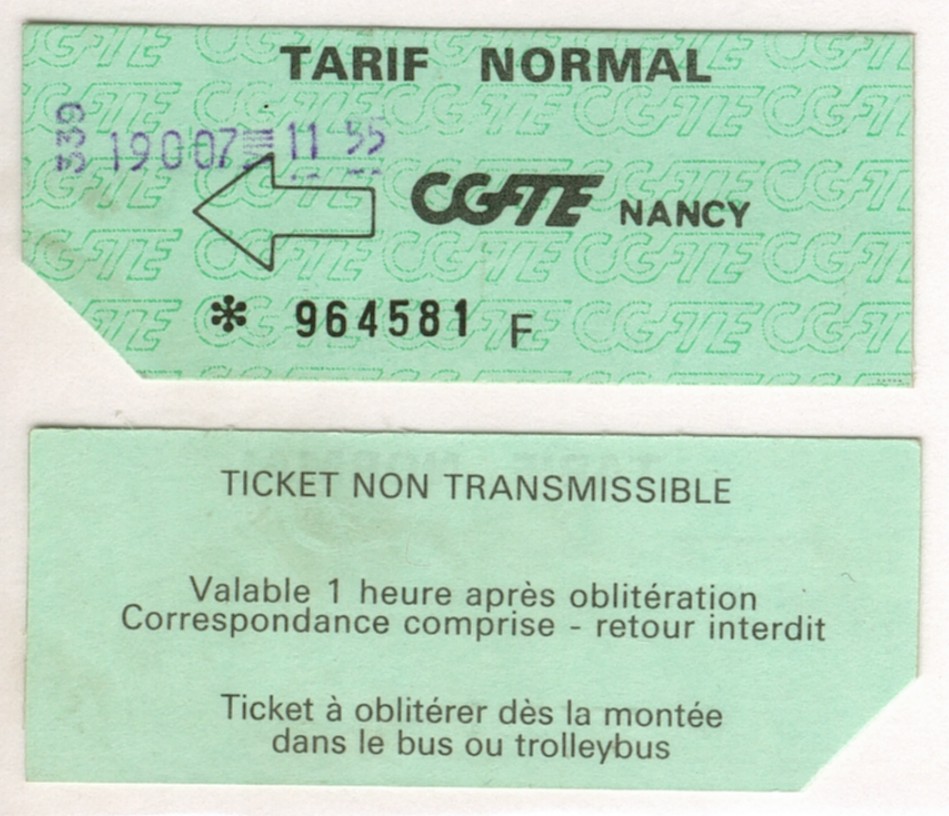 TARIF NORMAL
339
19007 11 55
CGFTE NANCY
* 964581 F
TICKET NON TRANSMISSIBLE
Valable 1 heure après oblitération
Correspondance comprise - retour interdit
Ticket à oblitérer dès la montée
dans le bus ou trolleybus